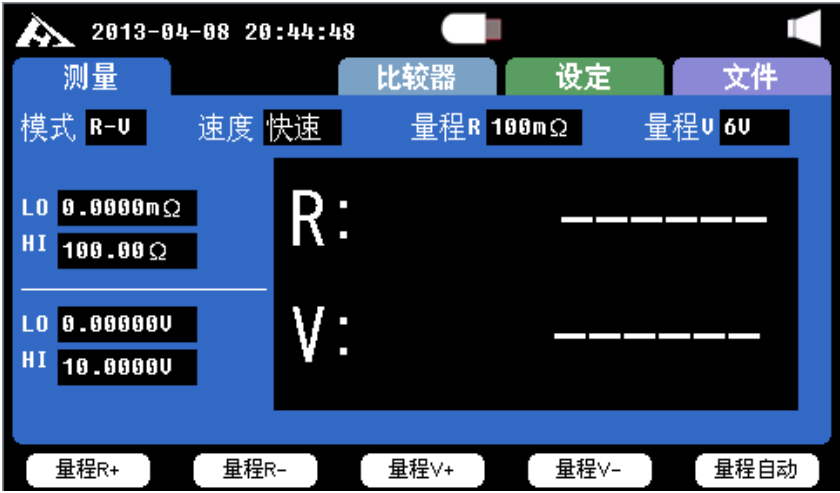 2013-04-08 20:44:48
测量 比较器 设定 文件
模式 R-V 速度 快速 量程R 100mΩ 量程V 6V
LO 0.0000mΩ
HI 100.00Ω
R: ------
LO 0.00000V
HI 10.0000V
V: ------
量程R+ 量程R- 量程V+ 量程V- 量程自动